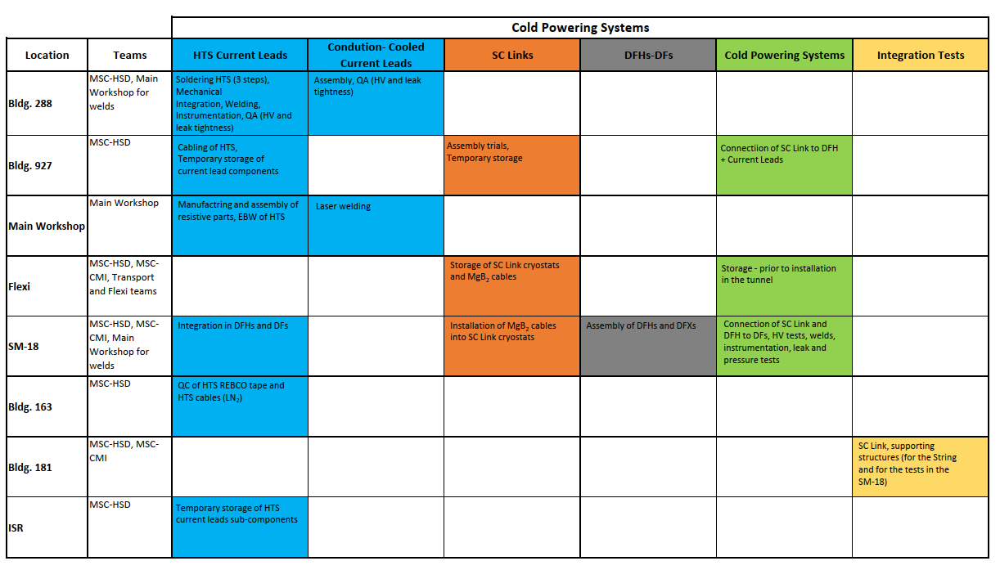 Cold Powering Systems
Location
Teams
HTS Current Leads
Condution- Cooled
Current Leads
SC Links
DFHs-DFs
Cold Powering Systems
Integration Tests
Bldg. 288
MSC-HSD, Main
Workshop for
welds
Soldering HTS (3 steps),
Mechanical
Integration, Welding,
Instrumentation, QA (HV and
leak tightness)
Assembly, QA (HV and leak
tightness)
Bldg. 927
MSC-HSD
Cabling of HTS,
Temporary storage of
current lead components
Assembly trials,
Temporary storage
Connectiion of SC Link to DFH
+ Current Leads
Main Workshop
Main Workshop
Manufactring and assembly of
resistive parts, EBW of HTS
Laser welding
Flexi
MSC-HSD, MSC-
CMI, Transport
and Flexi teams
Storage of SC Link cryostats
and MgB₂ cables
Storage - prior to installation
in the tunnel
SM-18
MSC-HSD, MSC-
CMI, Main
Workshop for
welds
Integration in DFHs and DFs
Installation of MgB₂ cables
into SC Link cryostats
Assembly of DFHs and DFXs
Connection of SC Link and
DFH to DFs, HV tests, welds,
instrumentation, leak and
pressure tests
Bldg. 163
MSC-HSD
QC of HTS REBCO tape and
HTS cables (LN₂)
Bldg. 181
MSC-HSD, MSC-
CMI
SC Link, supporting
structures (for the String
and for the tests in the
SM-18)
ISR
MSC-HSD
Temporary storage of HTS
current leads sub-components